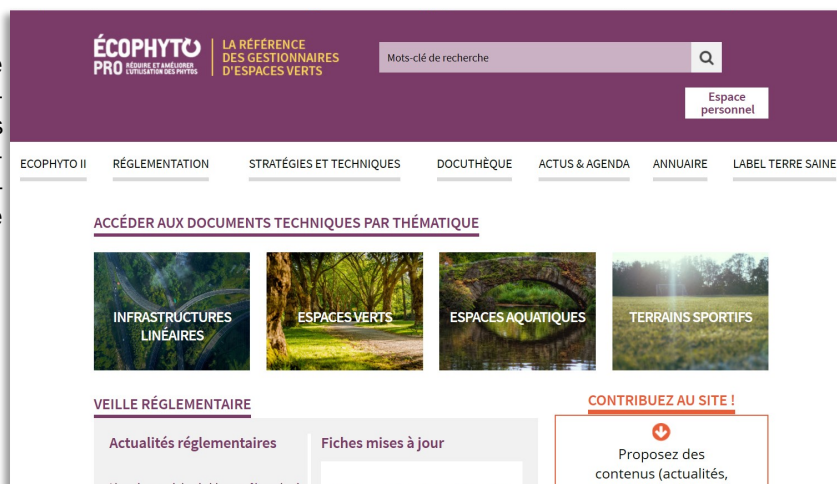 ÉCOPHYTO
PRO RÉDUIRE ET AMÉLIORER
L'UTILISATION DES PHYTOS
LA RÉFÉRENCE
DES GESTIONNAIRES
D'ESPACES VERTS
Mots-clé de recherche
Espace
personnel
ECOPHYTO II RÉGLEMENTATION STRATÉGIES ET TECHNIQUES DOCUTHÈQUE ACTUS & AGENDA ANNUAIRE LABEL TERRE SAINE
ACCÉDER AUX DOCUMENTS TECHNIQUES PAR THÉMATIQUE
INFRASTRUCTURES
LINÉAIRES
ESPACES VERTS
ESPACES AQUATIQUES
TERRAINS SPORTIFS
VEILLE RÉGLEMENTAIRE
Actualités réglementaires
Fiches mises à jour
CONTRIBUEZ AU SITE !
Proposez des
contenus (actualités,